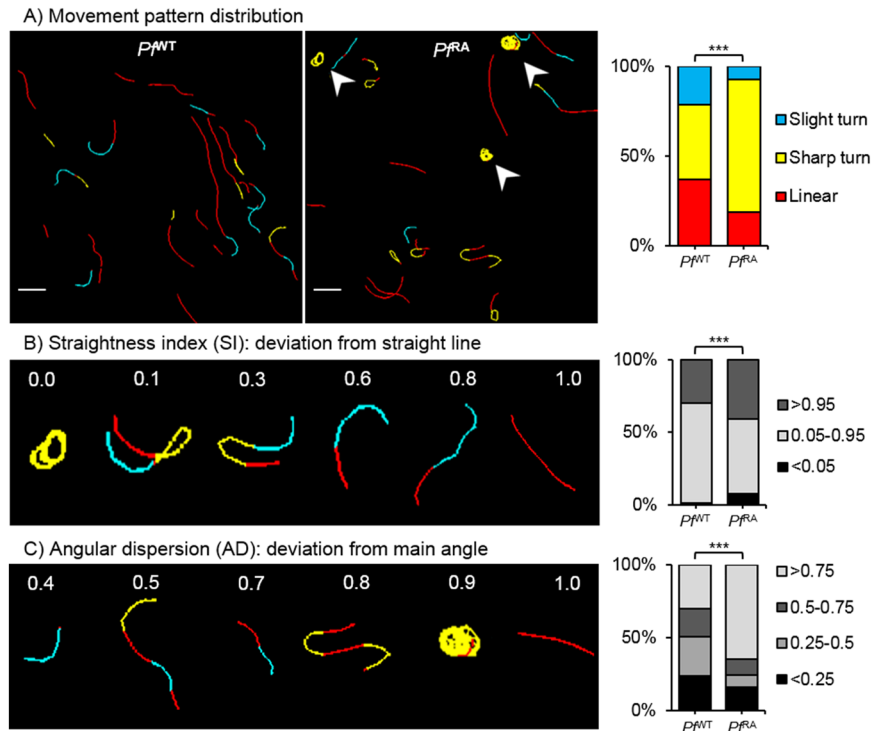 A) Movement pattern distribution
PfWT
PfRA
***
100%
50%
0%
Slight turn
Sharp turn
Linear
PfWT PfRA
B) Straightness index (SI): deviation from straight line
0.0 0.1 0.3 0.6 0.8 1.0
***
100%
50%
0%
>0.95
0.05-0.95
<0.05
PfWT PfRA
C) Angular dispersion (AD): deviation from main angle
0.4 0.5 0.7 0.8 0.9 1.0
***
100%
50%
0%
>0.75
0.5-0.75
0.25-0.5
<0.25
PfWT PfRA